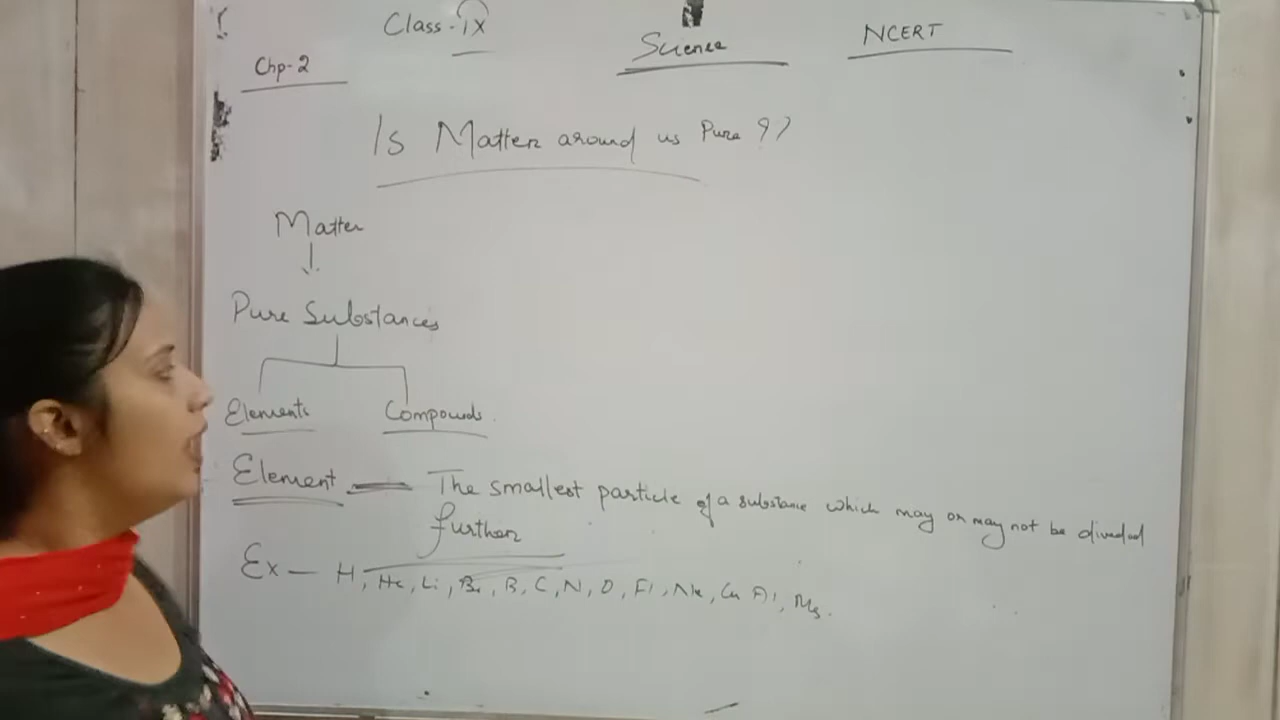 Class-IX Science NCERT
Chp-2
Is Matter around us Pure ??
Matter
Pure Substances
Elements Compounds.
Element — The smallest particle of a substance which may or may not be divided
further
Ex — H, He, Li, Be, B, C, N, O, Fl, Ne, Cu Al, Mg.